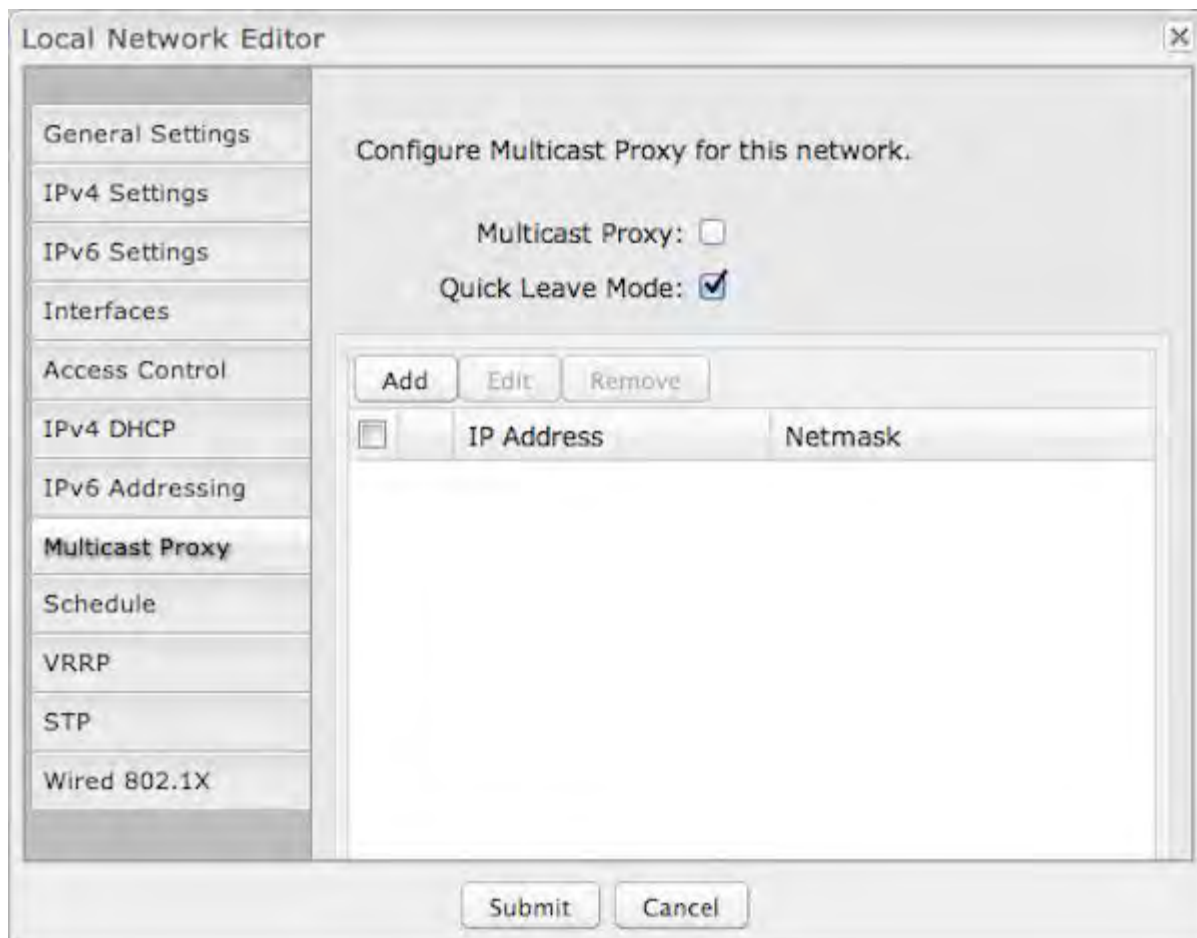 Local Network Editor
General Settings
IPv4 Settings
IPv6 Settings
Interfaces
Access Control
IPv4 DHCP
IPv6 Addressing
Multicast Proxy
Schedule
VRRP
STP
Wired 802.1X
Configure Multicast Proxy for this network.
Multicast Proxy:
Quick Leave Mode:
Add Edit Remove
IP Address Netmask
Submit Cancel